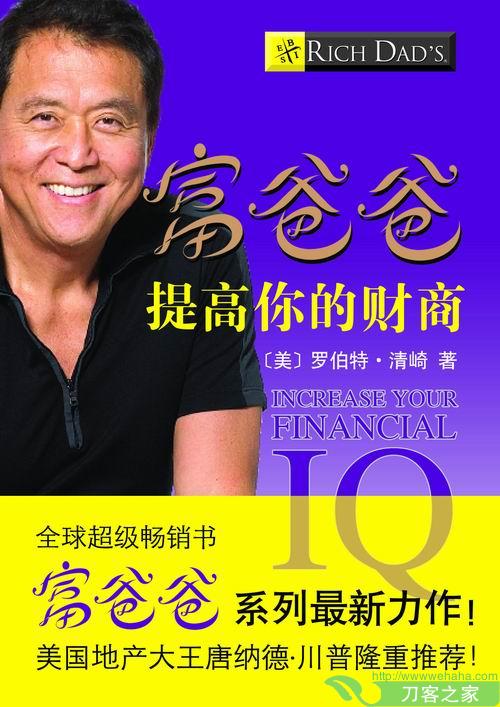 RICH DAD'S®
富爸爸
提高你的财商
〔美〕罗伯特·清崎 著
INCREASE YOUR
FINANCIAL
IQ
全球超级畅销书
富爸爸 系列最新力作!
美国地产大王唐纳德·川普隆重推荐!
http://www.wehaha.com
刀客之家